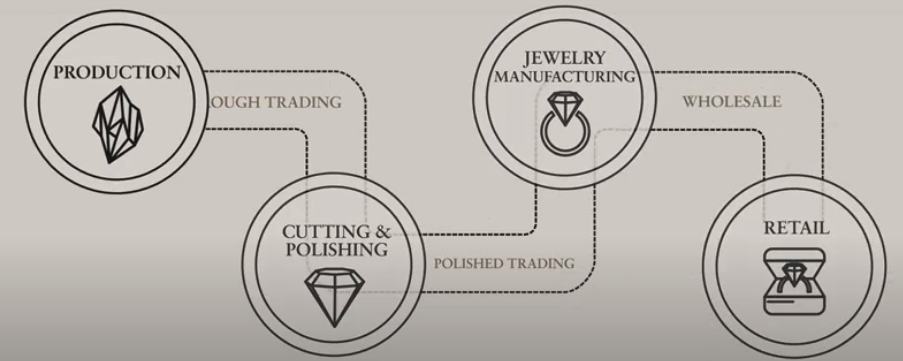 PRODUCTION
OUGH TRADING
CUTTING &
POLISHING
POLISHED TRADING
JEWELRY
MANUFACTURING
WHOLESALE
RETAIL